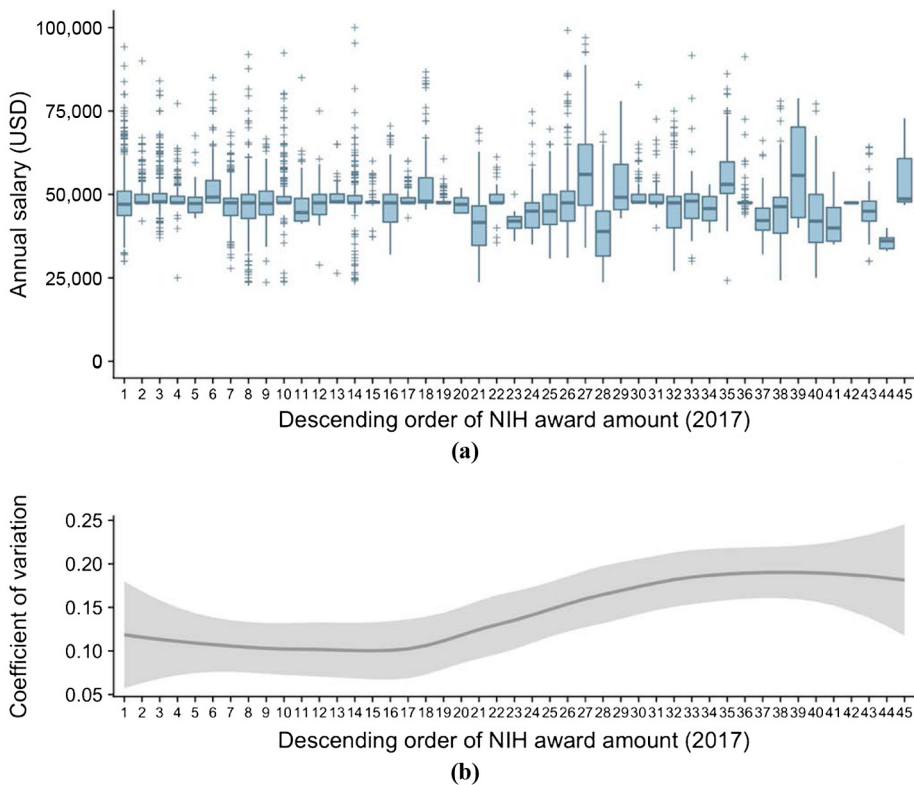 100,000
75,000
50,000
25,000
0
Annual salary (USD)
1 2 3 4 5 6 7 8 9 10 11 12 13 14 15 16 17 18 19 20 21 22 23 24 25 26 27 28 29 30 31 32 33 34 35 36 37 38 39 40 41 42 43 44 45
Descending order of NIH award amount (2017)
(a)
0.25
0.20
0.15
0.10
0.05
Coefficient of variation
1 2 3 4 5 6 7 8 9 10 11 12 13 14 15 16 17 18 19 20 21 22 23 24 25 26 27 28 29 30 31 32 33 34 35 36 37 38 39 40 41 42 43 44 45
Descending order of NIH award amount (2017)
(b)